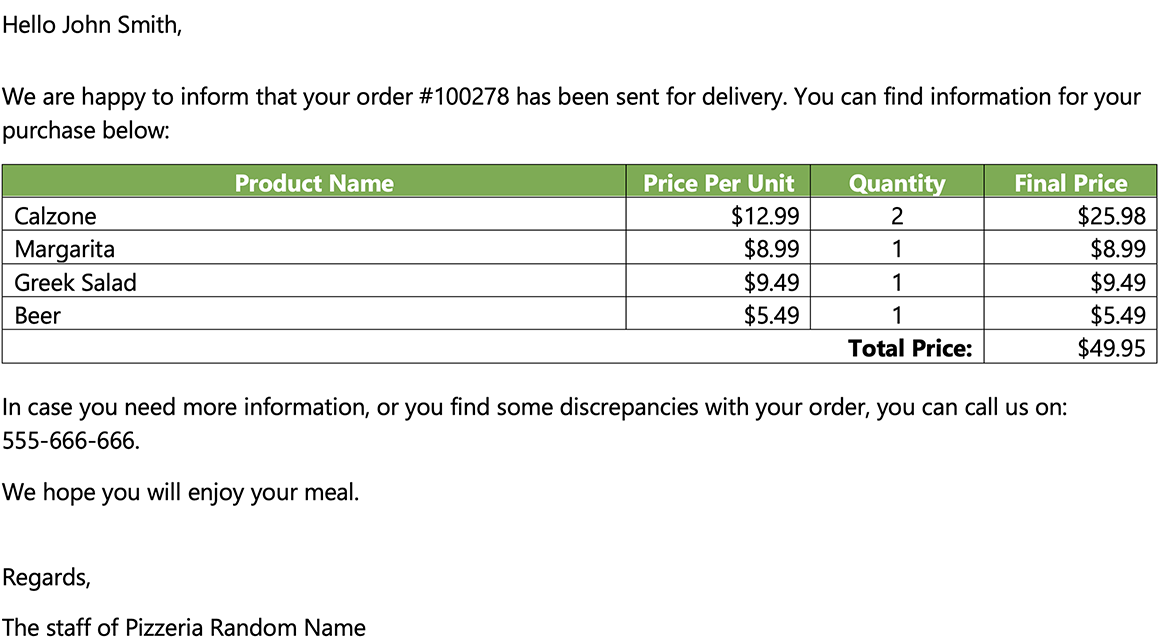 Hello John Smith,
We are happy to inform that your order #100278 has been sent for delivery. You can find information for your
purchase below:
Product Name Price Per Unit Quantity Final Price
Calzone $12.99 2 $25.98
Margarita $8.99 1 $8.99
Greek Salad $9.49 1 $9.49
Beer $5.49 1 $5.49
Total Price: $49.95
In case you need more information, or you find some discrepancies with your order, you can call us on:
555-666-666.
We hope you will enjoy your meal.
Regards,
The staff of Pizzeria Random Name